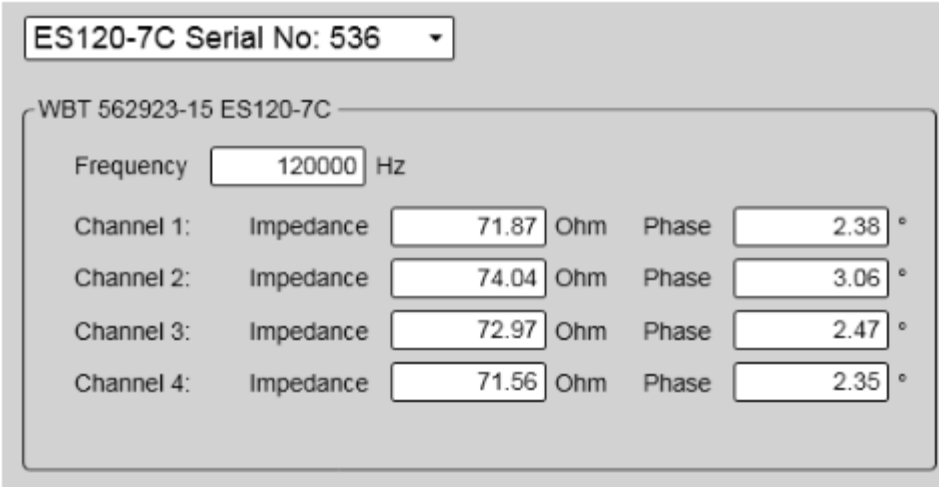 ES120-7C Serial No: 536
WBT 562923-15 ES120-7C
Frequency 120000 Hz
Channel 1: Impedance 71.87 Ohm Phase 2.38 °
Channel 2: Impedance 74.04 Ohm Phase 3.06 °
Channel 3: Impedance 72.97 Ohm Phase 2.47 °
Channel 4: Impedance 71.56 Ohm Phase 2.35 °